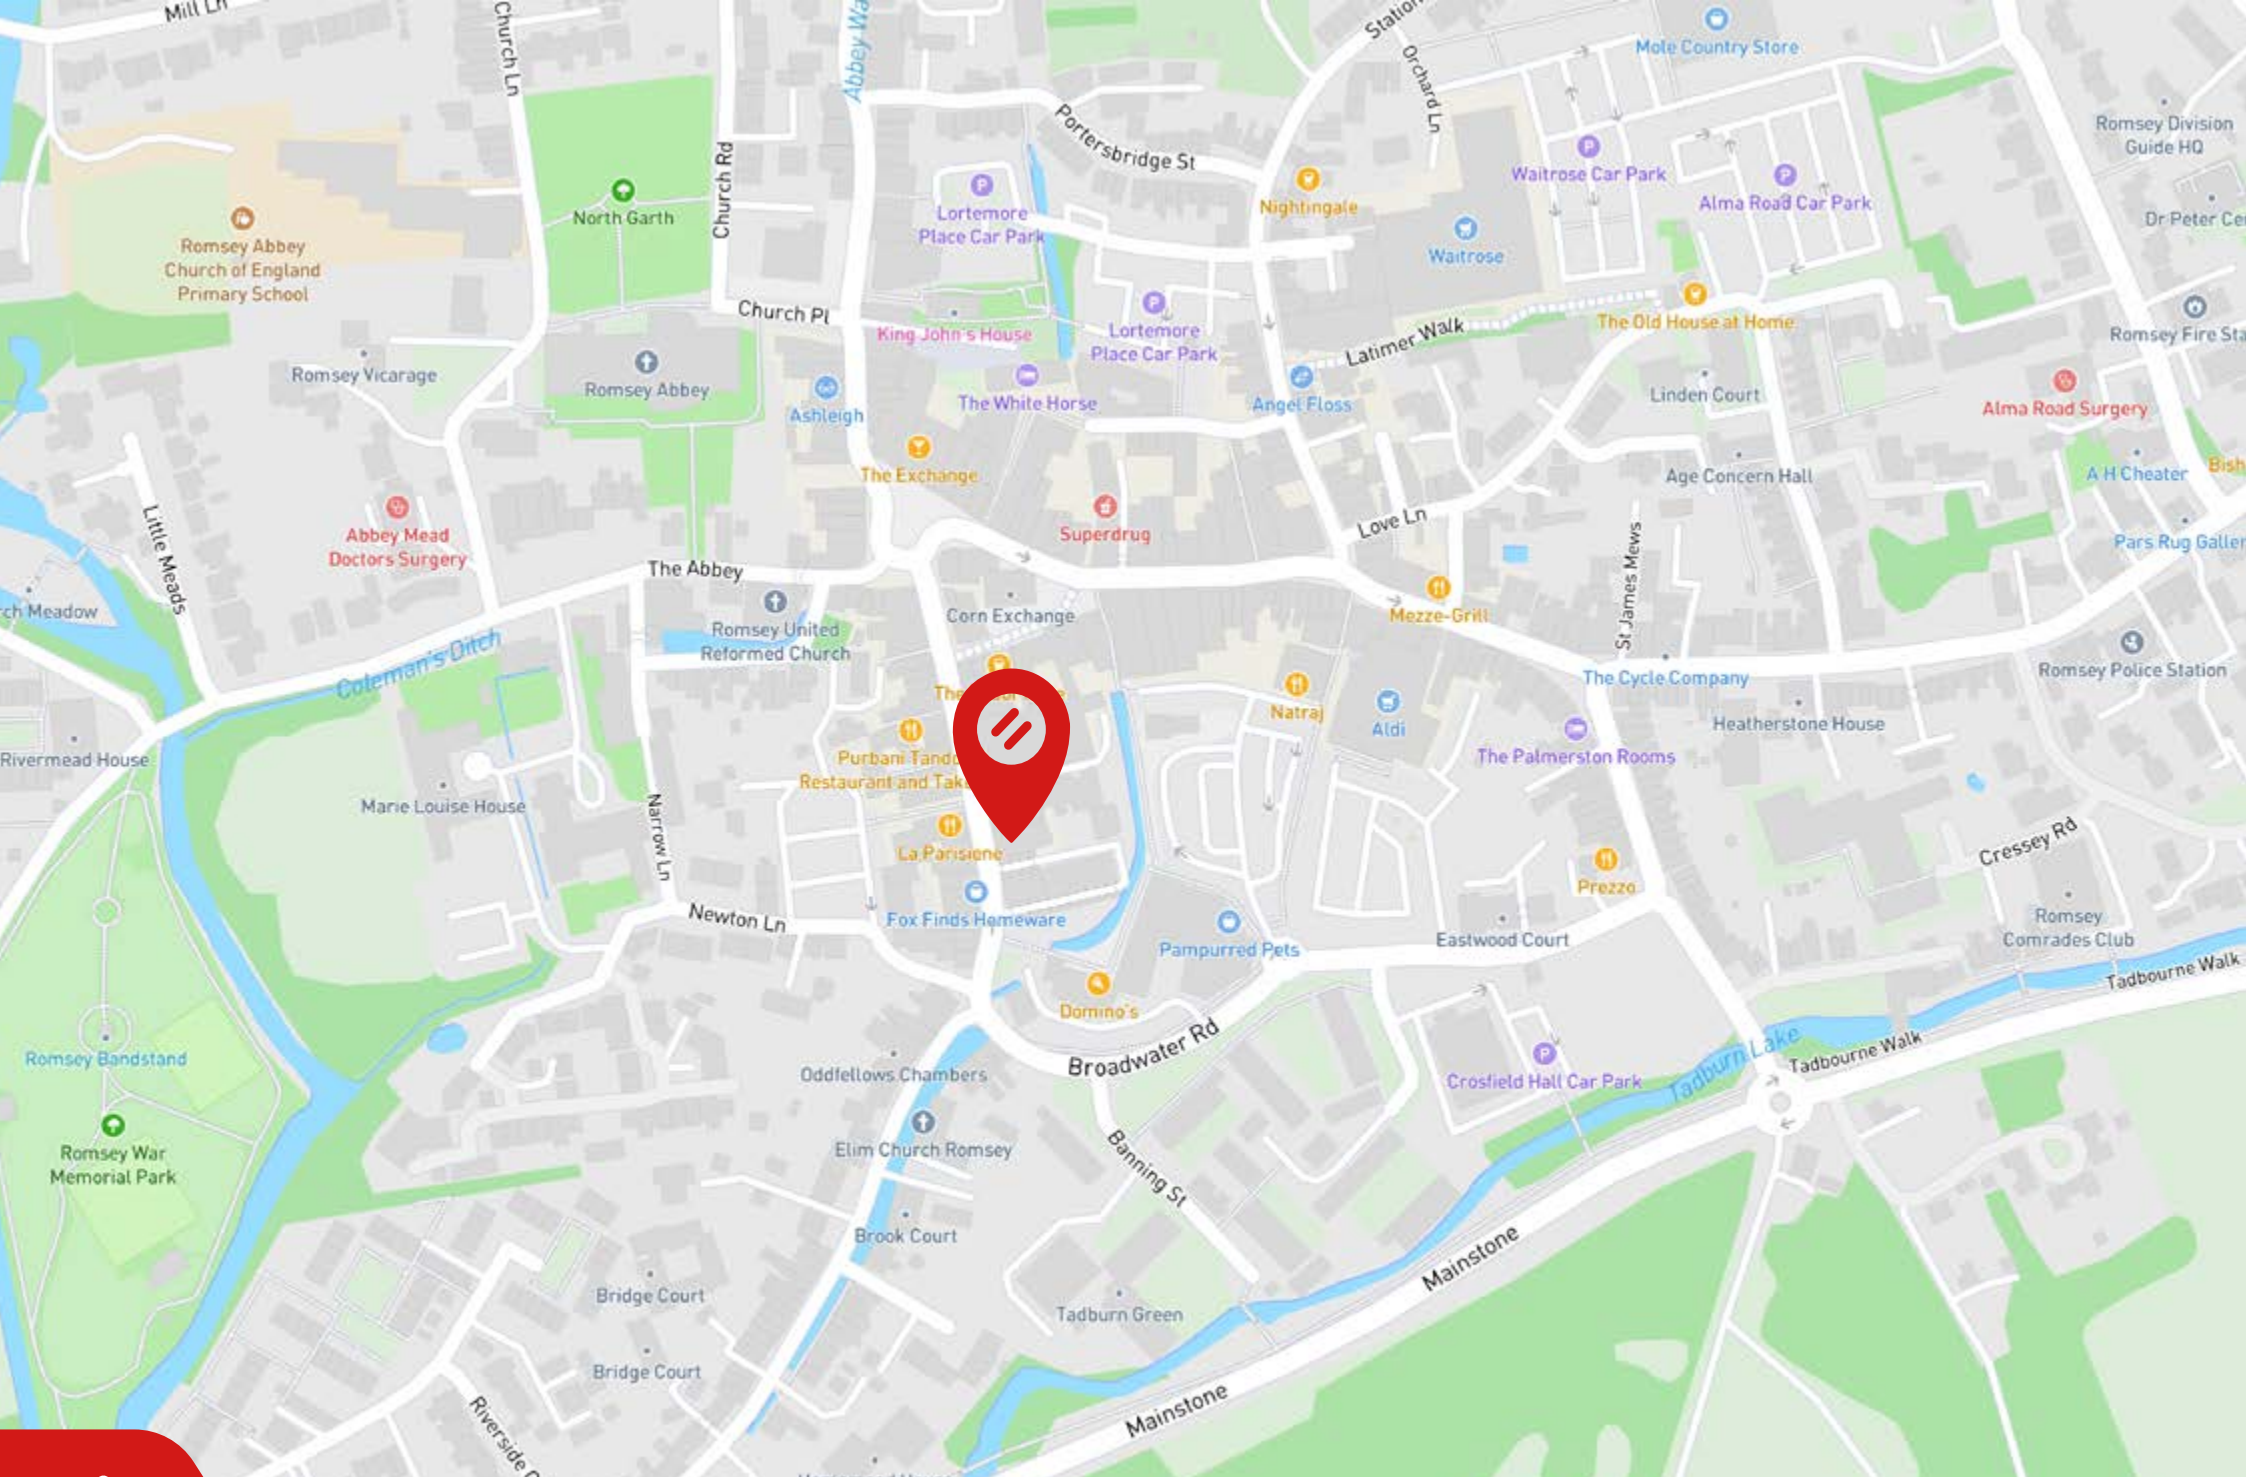 Mill Ln
Church Ln
Abbey Wa
Station
Orchard Ln
Mole Country Store
Portersbridge St
Church Rd
North Garth
Lortemore
Place Car Park
Nightingale
Waitrose Car Park
Alma Road Car Park
Romsey Division
Guide HQ
Dr Peter Ce
Waitrose
Romsey Abbey
Church of England
Primary School
Church Pl
King John's House
Lortemore
Place Car Park
Latimer Walk
The Old House at Home
Romsey Fire Sta
Romsey Vicarage
Romsey Abbey
Ashleigh
The White Horse
Angel Floss
Linden Court
Alma Road Surgery
The Exchange
Age Concern Hall
A H Cheater
Bish
Little Meads
Abbey Mead
Doctors Surgery
Superdrug
Love Ln
St James Mews
Pars Rug Galler
The Abbey
ch Meadow
Corn Exchange
Mezze-Grill
Romsey United
Reformed Church
Coleman's Ditch
The Cycle Company
Romsey Police Station
The
Natraj
Aldi
Heatherstone House
Rivermead House
Purbani Tando
Restaurant and Tak
The Palmerston Rooms
Marie Louise House
Narrow Ln
La Parisiene
Prezzo
Cressey Rd
Newton Ln
Fox Finds Homeware
Pampurred Pets
Eastwood Court
Romsey
Comrades Club
Tadbourne Walk
Domino's
Broadwater Rd
Romsey Bandstand
Oddfellows Chambers
Crosfield Hall Car Park
Tadburn Lake
Tadbourne Walk
Elim Church Romsey
Romsey War
Memorial Park
Banning St
Brook Court
Mainstone
Bridge Court
Tadburn Green
Bridge Court
Mainstone
Riverside